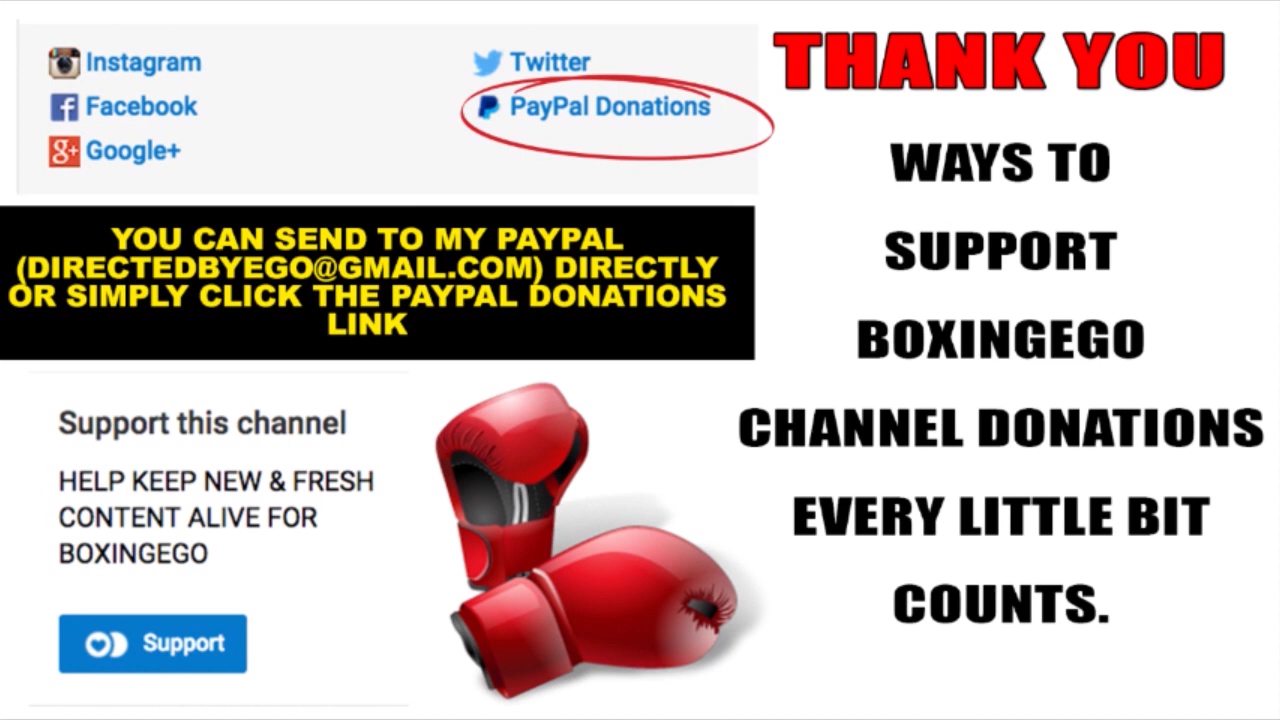 Instagram
Twitter
Facebook
PayPal Donations
Google+
YOU CAN SEND TO MY PAYPAL
(DIRECTEDBYEGO@GMAIL.COM) DIRECTLY
OR SIMPLY CLICK THE PAYPAL DONATIONS
LINK
Support this channel
HELP KEEP NEW & FRESH
CONTENT ALIVE FOR
BOXINGEGO
Support
THANK YOU
WAYS TO
SUPPORT
BOXINGEGO
CHANNEL DONATIONS
EVERY LITTLE BIT
COUNTS.